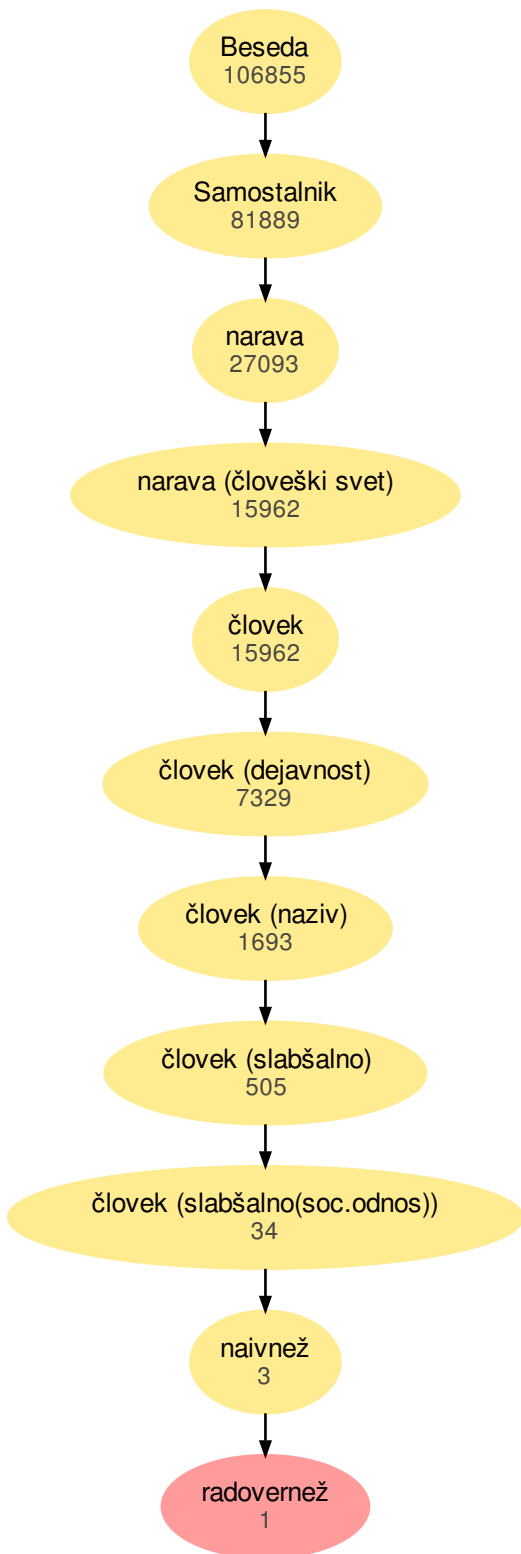 Beseda
106855
Samostalnik
81889
narava
27093
narava (človeški svet)
15962
človek
15962
človek (dejavnost)
7329
človek (naziv)
1693
človek (slabšalno)
505
človek (slabšalno(soc.odnos))
34
naivnež
3
radovernež
1